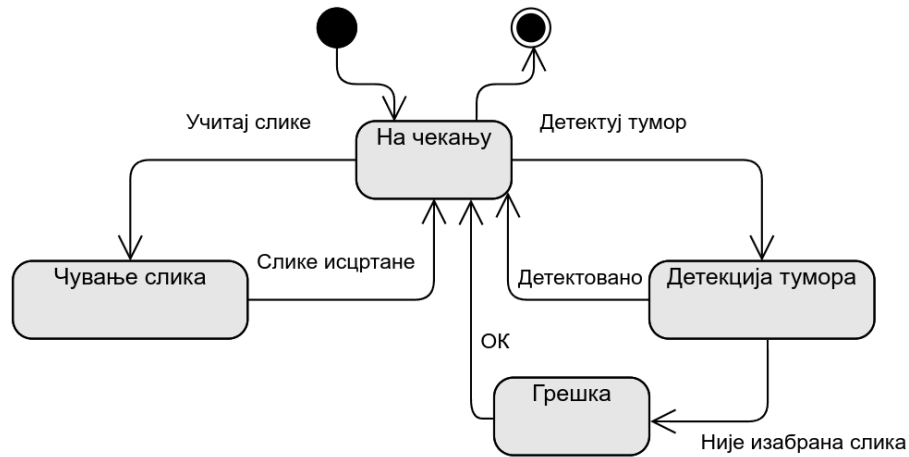 Учитај слике
На чекању
Детектуј тумор
Чување слика
Слике исцртане
Детектовано
Детекција тумора
ОК
Грешка
Није изабрана слика